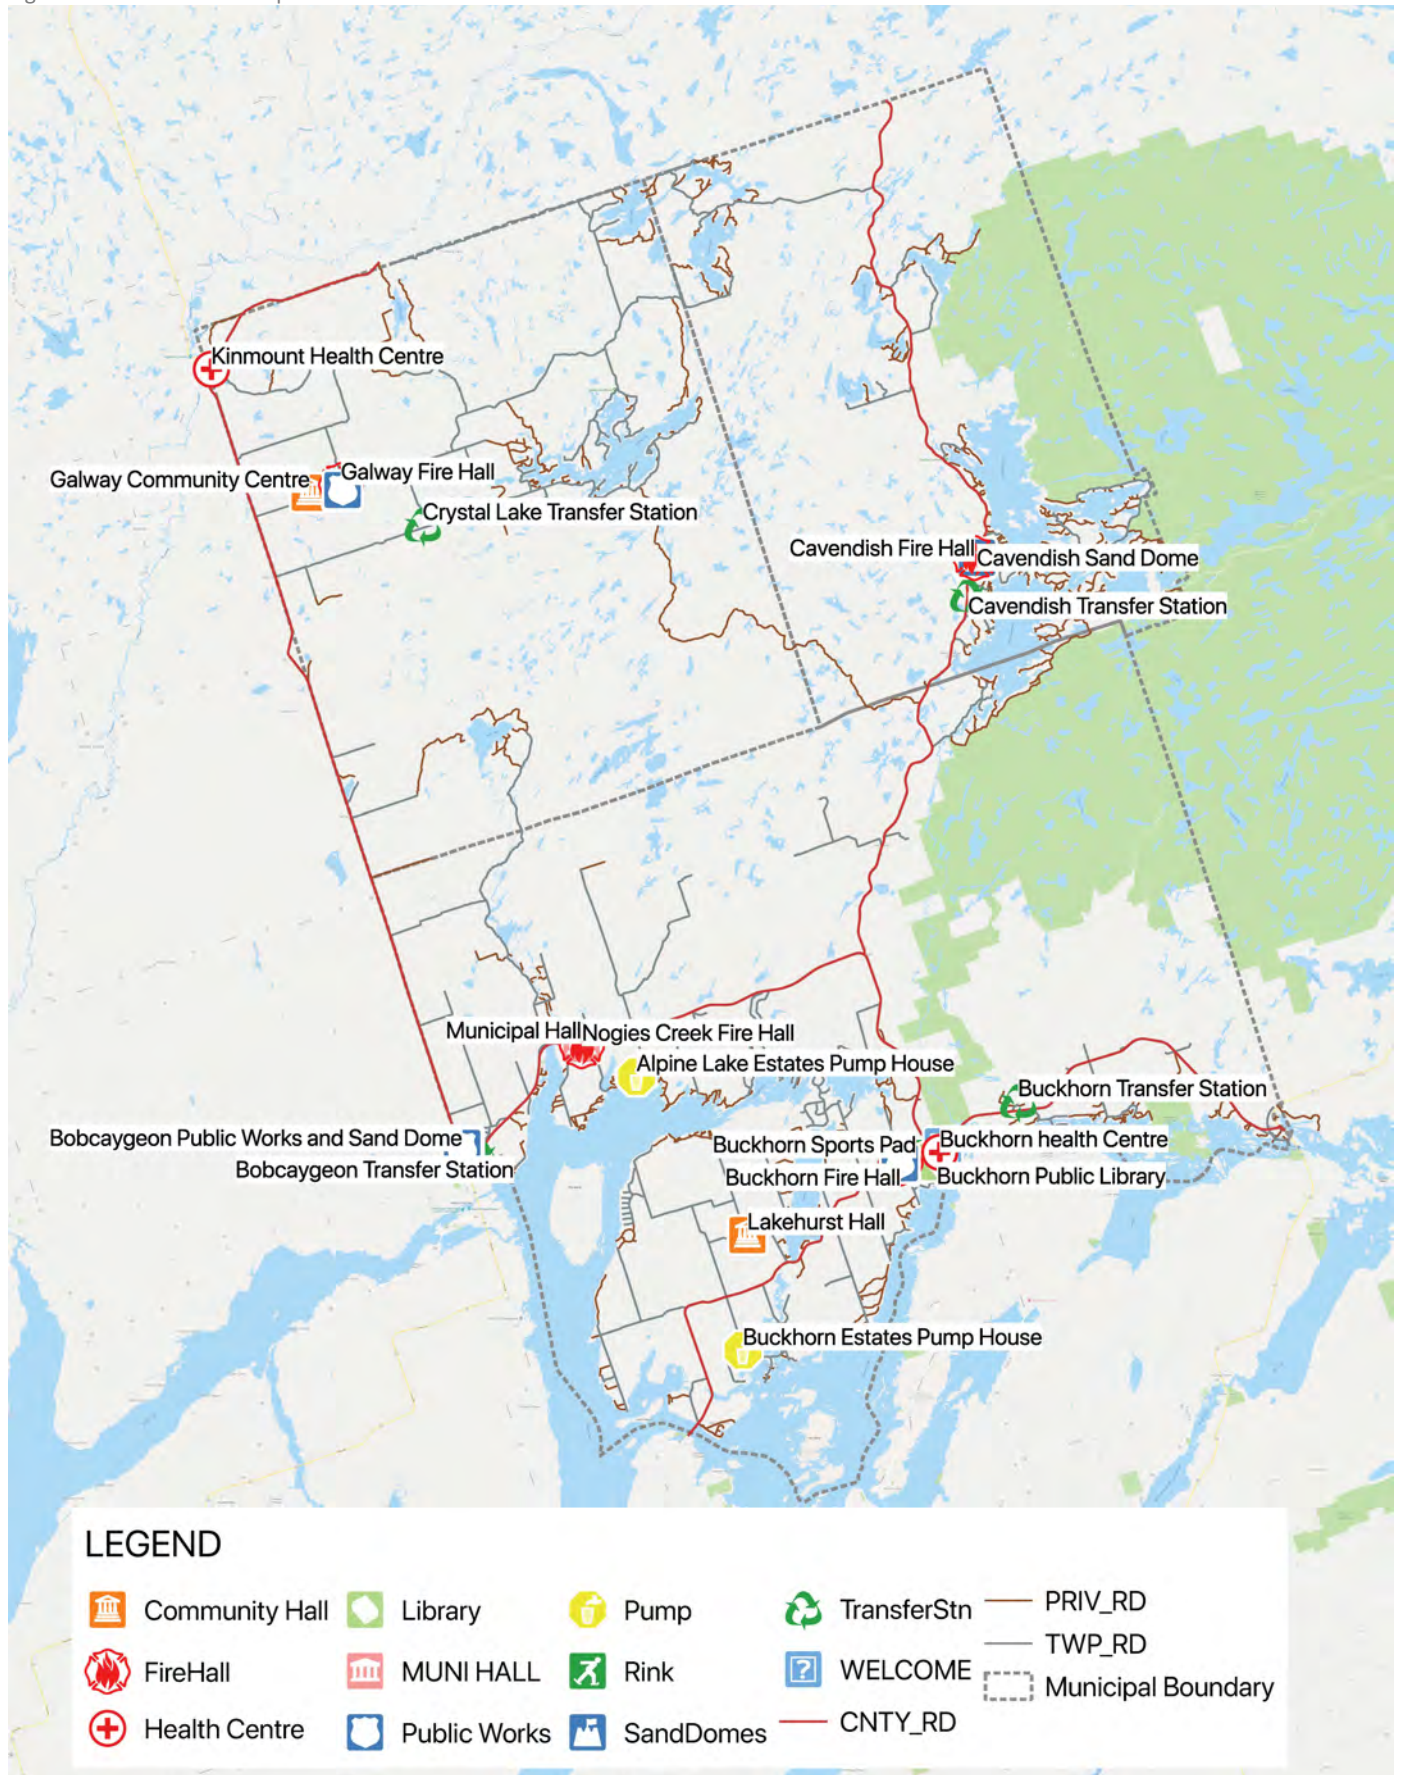 Kinmount Health Centre
Galway Community Centre
Galway Fire Hall
Crystal Lake Transfer Station
Cavendish Fire Hall
Cavendish Sand Dome
Cavendish Transfer Station
Municipal Hall
Nogies Creek Fire Hall
Alpine Lake Estates Pump House
Buckhorn Transfer Station
Bobcaygeon Public Works and Sand Dome
Buckhorn Sports Pad
Buckhorn health Centre
Bobcaygeon Transfer Station
Buckhorn Fire Hall
Buckhorn Public Library
Lakehurst Hall
Buckhorn Estates Pump House
LEGEND
Community Hall
Library
Pump
TransferStn
PRIV_RD
FireHall
MUNI HALL
Rink
WELCOME
TWP_RD
Health Centre
Public Works
SandDomes
CNTY_RD
Municipal Boundary